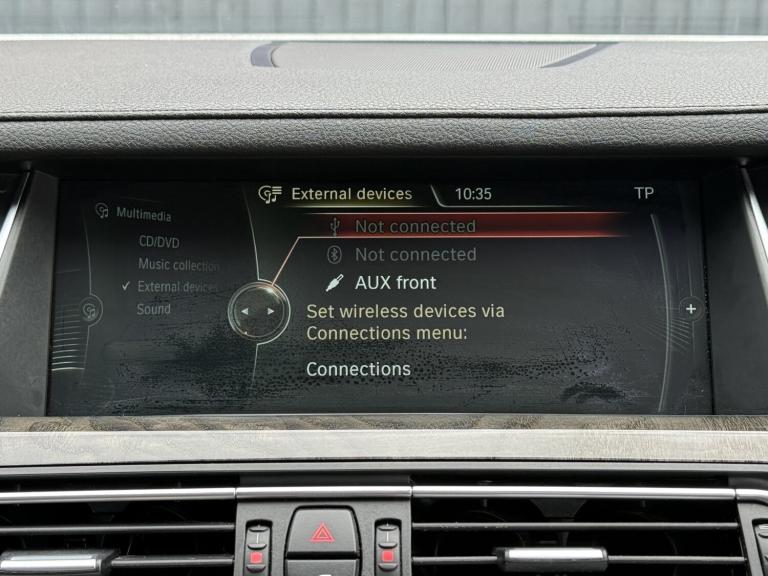 External devices
10:35
TP
Multimedia
CD/DVD
Music collection
External devices
Sound
Not connected
Not connected
AUX front
Set wireless devices via
Connections menu:
Connections